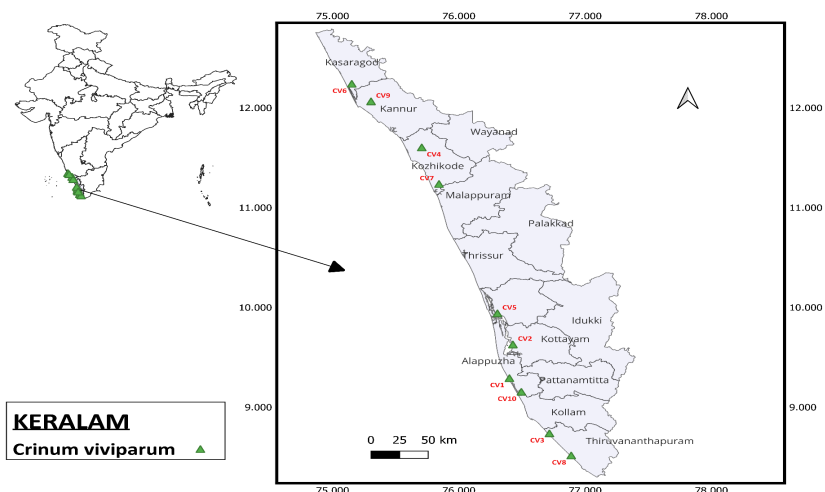 75.000 76.000 77.000 78.000
Kasaragod
CV6
CV9
Kannur
12.000 12.000
Wayanad
CV4
Kozhikode
CV7
Malappuram
11.000 11.000
Palakkad
Thrissur
CV5
10.000 10.000
Idukki
CV2
Kottayam
Alappuzha
CV1
Pattanamtitta
CV10
9.000 9.000
Kollam
KERALAM
Crinum viviparum
0 25 50 km
CV3
Thiruvananthapuram
CV8
75.000 76.000 77.000 78.000